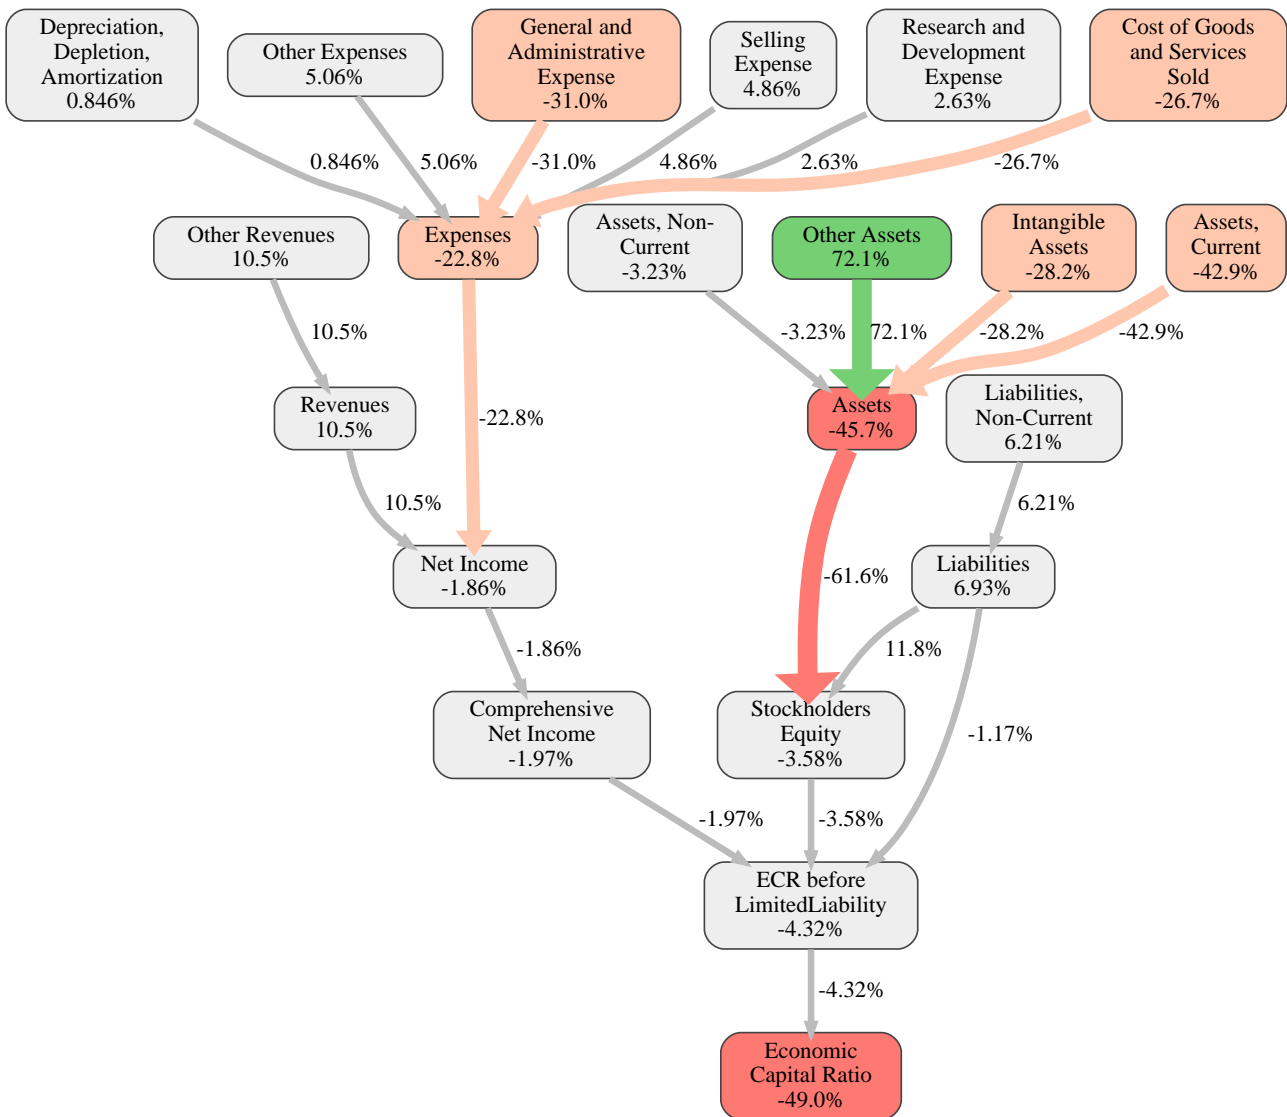 Depreciation,
Depletion,
Amortization
0.846%
Other Expenses
5.06%
General and
Administrative
Expense
-31.0%
Selling
Expense
4.86%
Research and
Development
Expense
2.63%
Cost of Goods
and Services
Sold
-26.7%
0.846%
5.06%
-31.0%
4.86%
2.63%
-26.7%
Other Revenues
10.5%
Expenses
-22.8%
Assets, Non-
Current
-3.23%
Other Assets
72.1%
Intangible
Assets
-28.2%
Assets,
Current
-42.9%
10.5%
-3.23%
72.1%
-28.2%
-42.9%
Revenues
10.5%
-22.8%
Assets
-45.7%
Liabilities,
Non-Current
6.21%
10.5%
6.21%
Net Income
-1.86%
-61.6%
Liabilities
6.93%
-1.86%
11.8%
Comprehensive
Net Income
-1.97%
Stockholders
Equity
-3.58%
-1.17%
-1.97%
-3.58%
ECR before
LimitedLiability
-4.32%
-4.32%
Economic
Capital Ratio
-49.0%